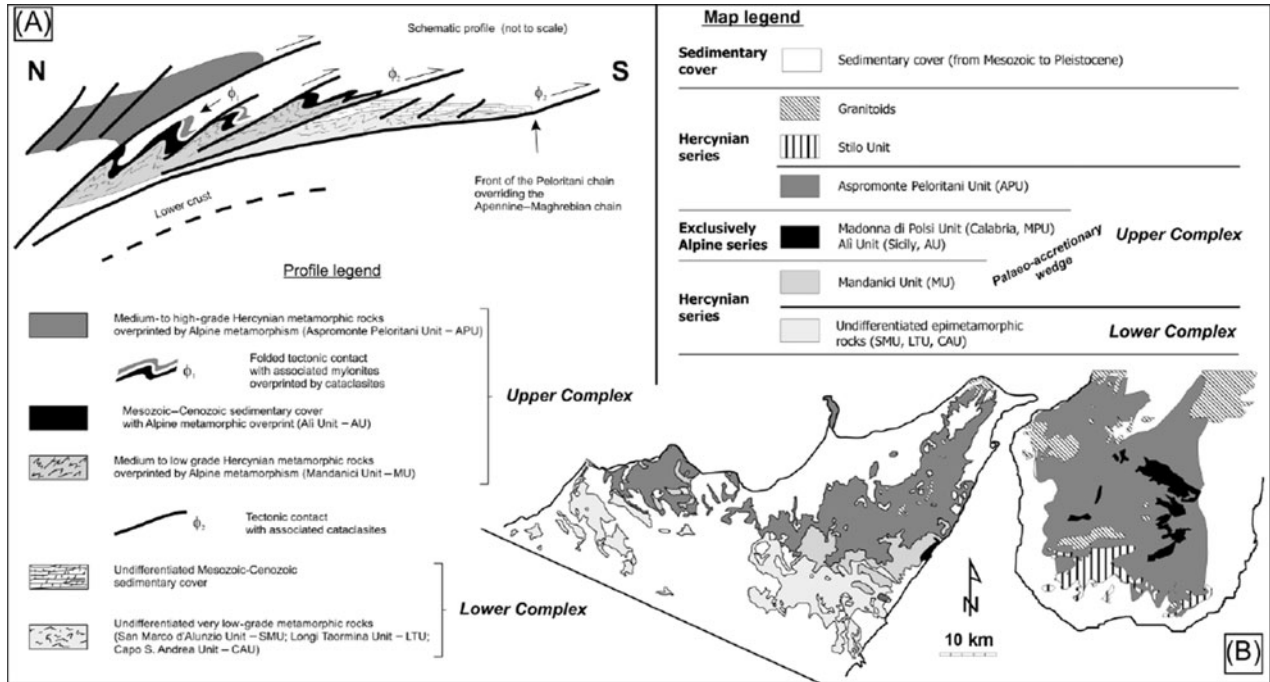 (A)
Schematic profile (not to scale)
N
S
ϕ1
ϕ2
ϕ2
Lower crust
Front of the Peloritani chain
overriding the
Apennine–Maghrebian chain
Profile legend
Medium-to high-grade Hercynian metamorphic rocks
overprinted by Alpine metamorphism (Aspromonte Peloritani Unit – APU)
ϕ1
Folded tectonic contact
with associated mylonites
overprinted by cataclasites
Mesozoic–Cenozoic sedimentary cover
with Alpine metamorphic overprint (Alì Unit – AU)
Medium to low grade Hercynian metamorphic rocks
overprinted by Alpine metamorphism (Mandanici Unit – MU)
Upper Complex
ϕ2
Tectonic contact
with associated cataclasites
Undifferentiated Mesozoic-Cenozoic
sedimentary cover
Undifferentiated very low-grade metamorphic rocks
(San Marco d'Alunzio Unit – SMU; Longi Taormina Unit – LTU;
Capo S. Andrea Unit – CAU)
Lower Complex
Map legend
Sedimentary
cover
Sedimentary cover (from Mesozoic to Pleistocene)
Hercynian
series
Granitoids
Stilo Unit
Aspromonte Peloritani Unit (APU)
Exclusively
Alpine series
Madonna di Polsi Unit (Calabria, MPU)
Alì Unit (Sicily, AU)
Palaeo-accretionary
wedge
Upper Complex
Hercynian
series
Mandanici Unit (MU)
Undifferentiated epimetamorphic
rocks (SMU, LTU, CAU)
Lower Complex
N
10 km
(B)